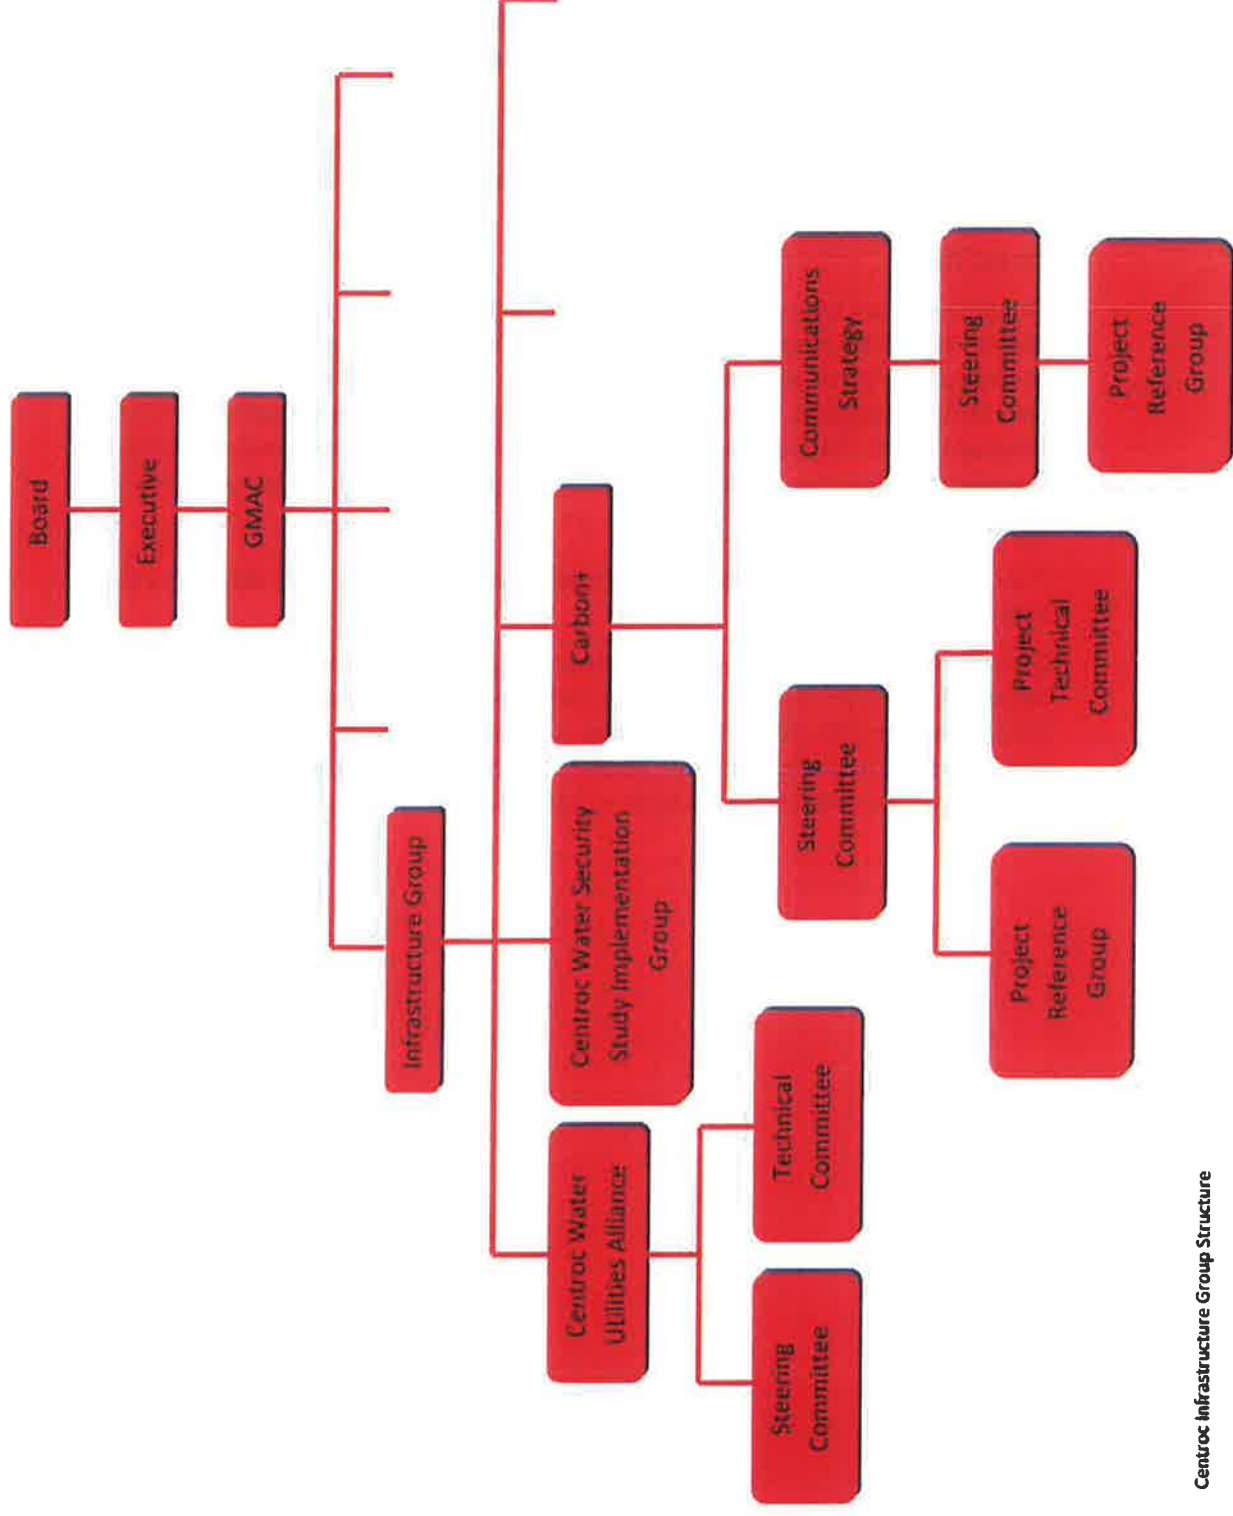 Board
Executive
GMAC
Infrastructure Group
Centroc Water
Utilities Alliance
Centroc Water Security
Study Implementation
Group
Carbon+
Steering
Committee
Technical
Committee
Steering
Committee
Communications
Strategy
Project
Reference
Group
Project
Technical
Committee
Steering
Committee
Project
Reference
Group
Centroc Infrastructure Group Structure